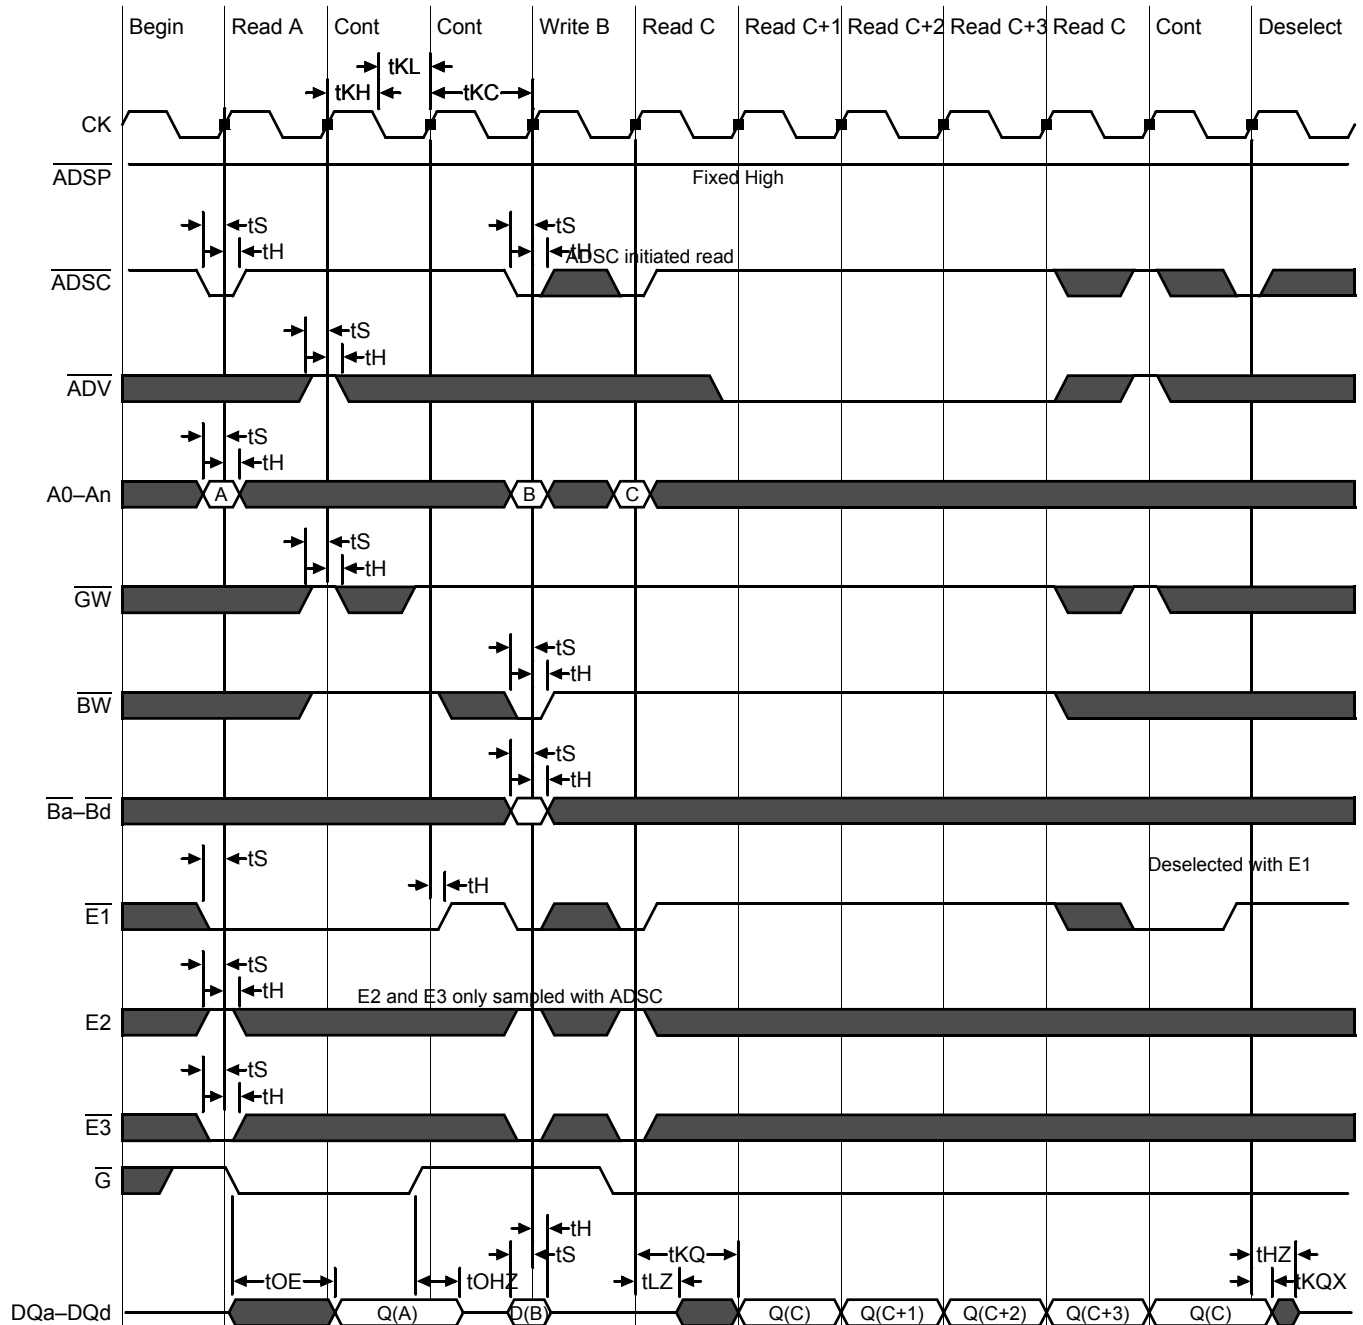 Begin Read A Cont Cont Write B Read C Read C+1 Read C+2 Read C+3 Read C Cont Deselect
tKL
tKH tKC
CK
ADSP
Fixed High
tS tS
tH tH
ADSC initiated read
ADSC
tS
tH
ADV
tS
tH
A0–An A B C
tS
tH
GW
tS
tH
BW
tS
tH
Ba–Bd
tS
Deselected with E1
tH
E1
tS
tH
E2 and E3 only sampled with ADSC
E2
tS
tH
E3
G
tH
tS tKQ tHZ
tOE tOHZ tLZ tKQX
DQa–DQd Q(A) D(B) Q(C) Q(C+1) Q(C+2) Q(C+3) Q(C)